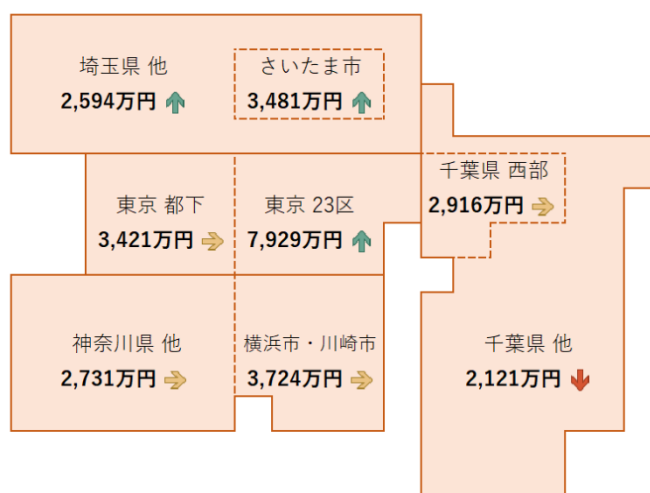 埼玉県 他
2,594万円
さいたま市
3,481万円
千葉県 西部
2,916万円
東京 都下
3,421万円
東京 23区
7,929万円
神奈川県 他
2,731万円
横浜市・川崎市
3,724万円
千葉県 他
2,121万円